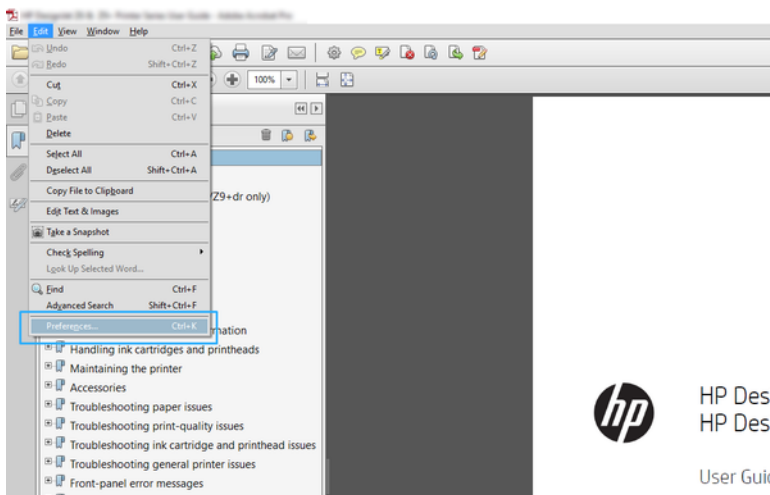 File Edit View Window Help
Undo Ctrl+Z
Redo Shift+Ctrl+Z
100%
Cut Ctrl+X
Copy Ctrl+C
Paste Ctrl+V
Delete
Select All Ctrl+A
Deselect All Shift+Ctrl+A
Copy File to Clipboard
/Z9+dr only)
Edit Text & Images
Take a Snapshot
Check Spelling
Look Up Selected Word...
Find Ctrl+F
Advanced Search Shift+Ctrl+F
Preferences... Ctrl+K
rmation
Handling ink cartridges and printheads
Maintaining the printer
Accessories
Troubleshooting paper issues
Troubleshooting print-quality issues
Troubleshooting ink cartridge and printhead issues
Troubleshooting general printer issues
Front-panel error messages
hp
HP Des
HP Des
User Guid